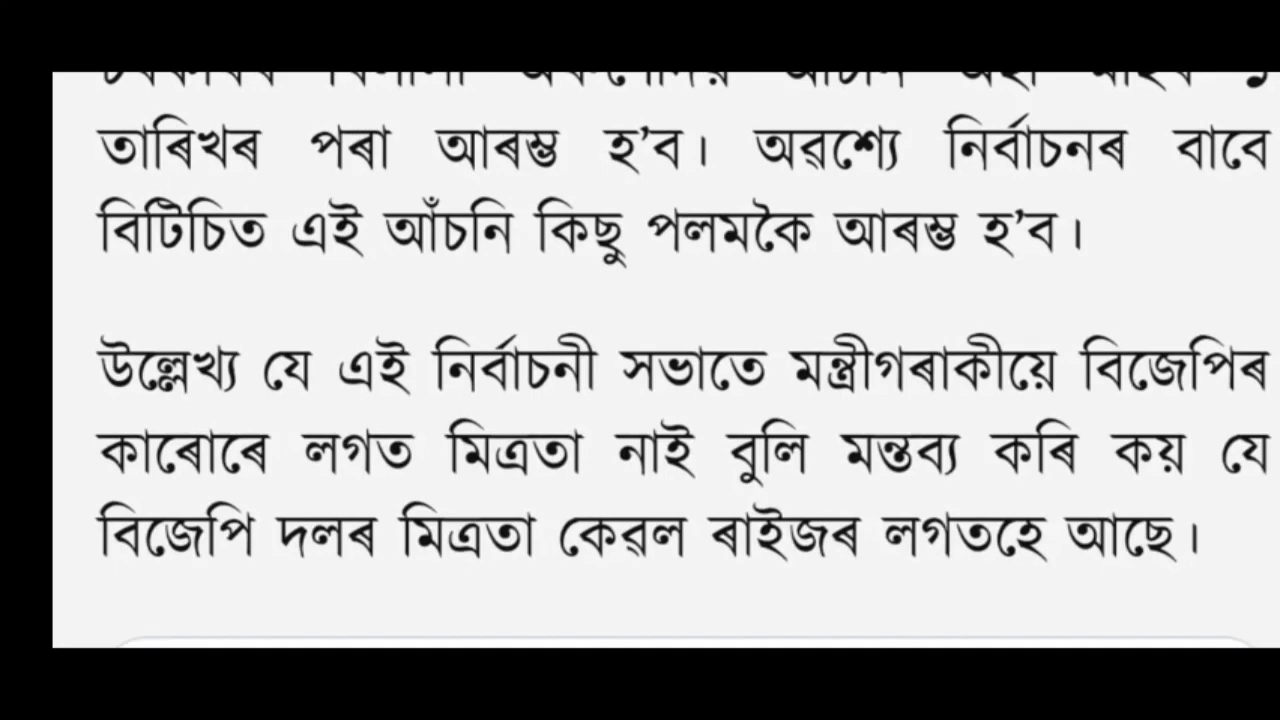 তাৰিখৰ পৰা আৰম্ভ হ’ব। অৱশ্যে নিৰ্বাচনৰ বাবে
বিটিচিত এই আঁচনি কিছু পলমকৈ আৰম্ভ হ’ব।
উল্লেখ্য যে এই নিৰ্বাচনী সভাতে মন্ত্ৰীগৰাকীয়ে বিজেপিৰ
কাৰোৰে লগত মিত্ৰতা নাই বুলি মন্তব্য কৰি কয় যে
বিজেপি দলৰ মিত্ৰতা কেৱল ৰাইজৰ লগতহে আছে।